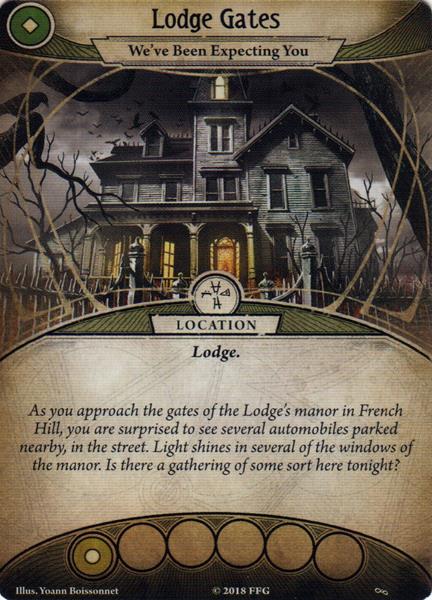 Lodge Gates
We've Been Expecting You
LOCATION
Lodge.
As you approach the gates of the Lodge's manor in French
Hill, you are surprised to see several automobiles parked
nearby, in the street. Light shines in several of the windows of
the manor. Is there a gathering of some sort here tonight?
Illus. Yoann Boissonnet
© 2018 FFG